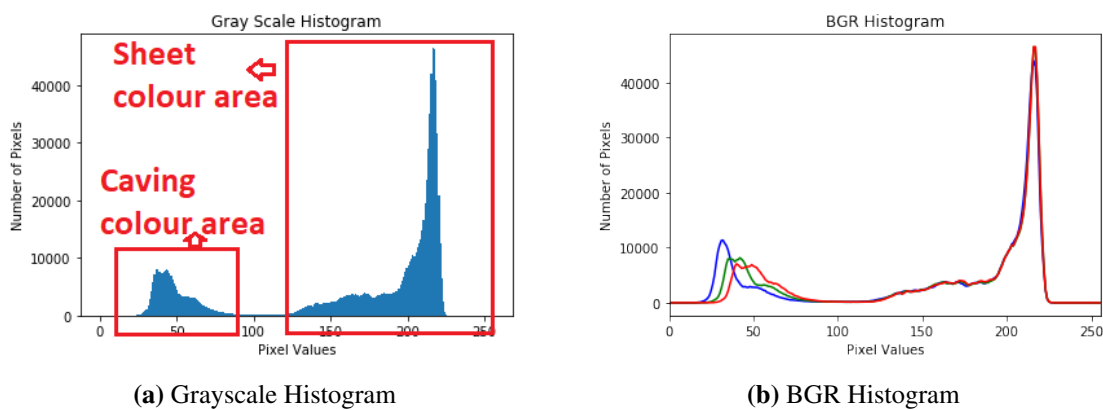 Gray Scale Histogram
Sheet
colour area
Caving
colour area
Number of Pixels
40000
30000
20000
10000
0
0 50 100 150 200 250
Pixel Values
(a) Grayscale Histogram
BGR Histogram
Number of Pixels
40000
30000
20000
10000
0
0 50 100 150 200 250
Pixel Values
(b) BGR Histogram